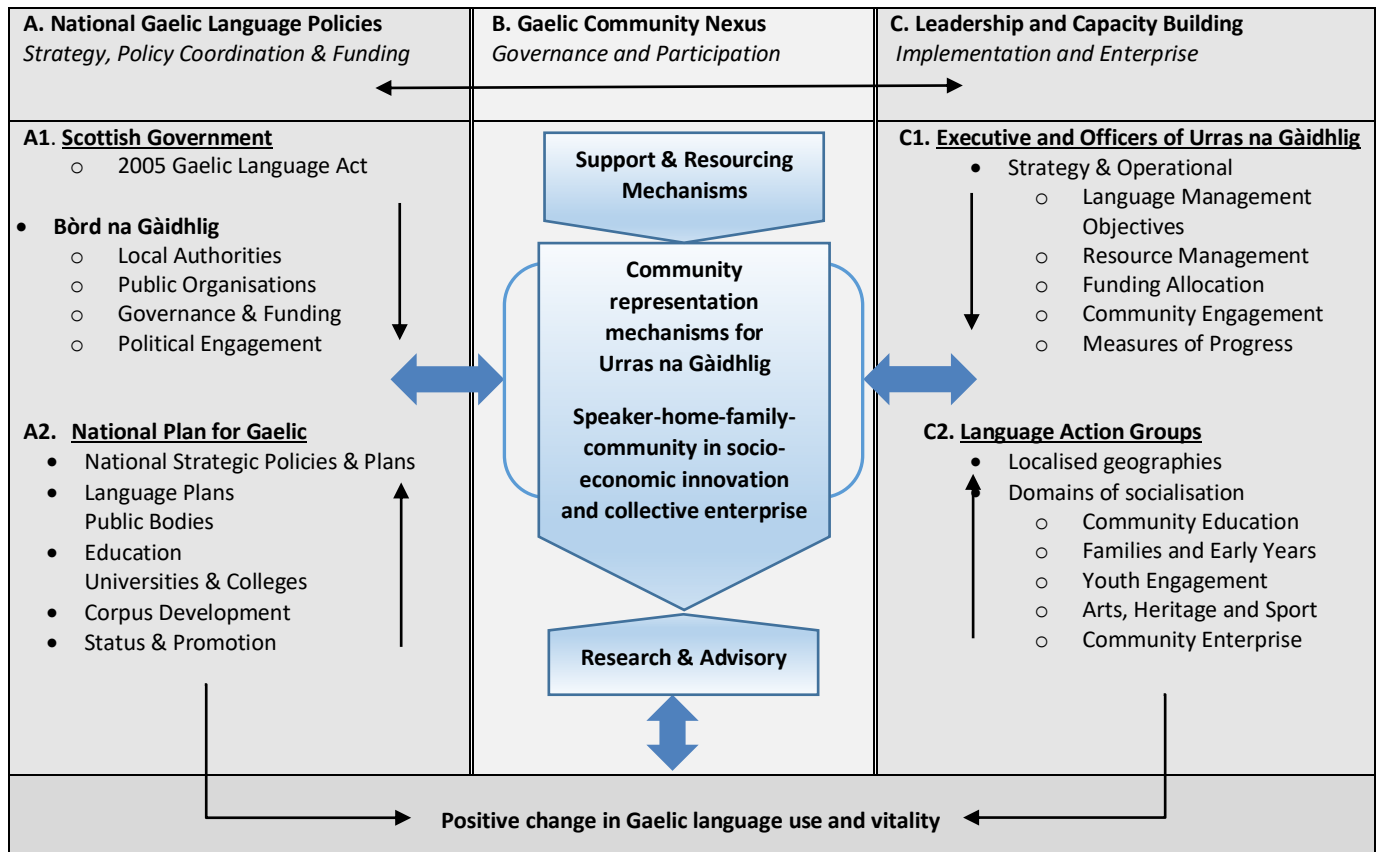 A. National Gaelic Language Policies
Strategy, Policy Coordination & Funding
B. Gaelic Community Nexus
Governance and Participation
C. Leadership and Capacity Building
Implementation and Enterprise
A1. Scottish Government
o 2005 Gaelic Language Act
• Bòrd na Gàidhlig
o Local Authorities
o Public Organisations
o Governance & Funding
o Political Engagement
A2. National Plan for Gaelic
• National Strategic Policies & Plans
• Language Plans
Public Bodies
• Education
Universities & Colleges
• Corpus Development
• Status & Promotion
Support & Resourcing
Mechanisms
Community
representation
mechanisms for
Urras na Gàidhlig
Speaker-home-family-
community in socio-
economic innovation
and collective enterprise
Research & Advisory
C1. Executive and Officers of Urras na Gàidhlig
• Strategy & Operational
o Language Management
Objectives
o Resource Management
o Funding Allocation
o Community Engagement
o Measures of Progress
C2. Language Action Groups
• Localised geographies
• Domains of socialisation
o Community Education
o Families and Early Years
o Youth Engagement
o Arts, Heritage and Sport
o Community Enterprise
Positive change in Gaelic language use and vitality